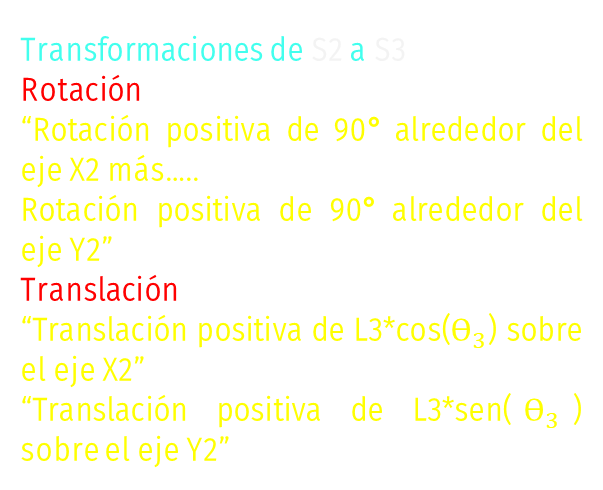 Transformaciones de S2 a S3
Rotación
“Rotación positiva de 90° alrededor del
eje X2 más.....
Rotación positiva de 90° alrededor del
eje Y2”
Translación
“Translación positiva de L3*cos(Θ₃) sobre
el eje X2”
“Translación positiva de L3*sen( Θ₃ )
sobre el eje Y2”